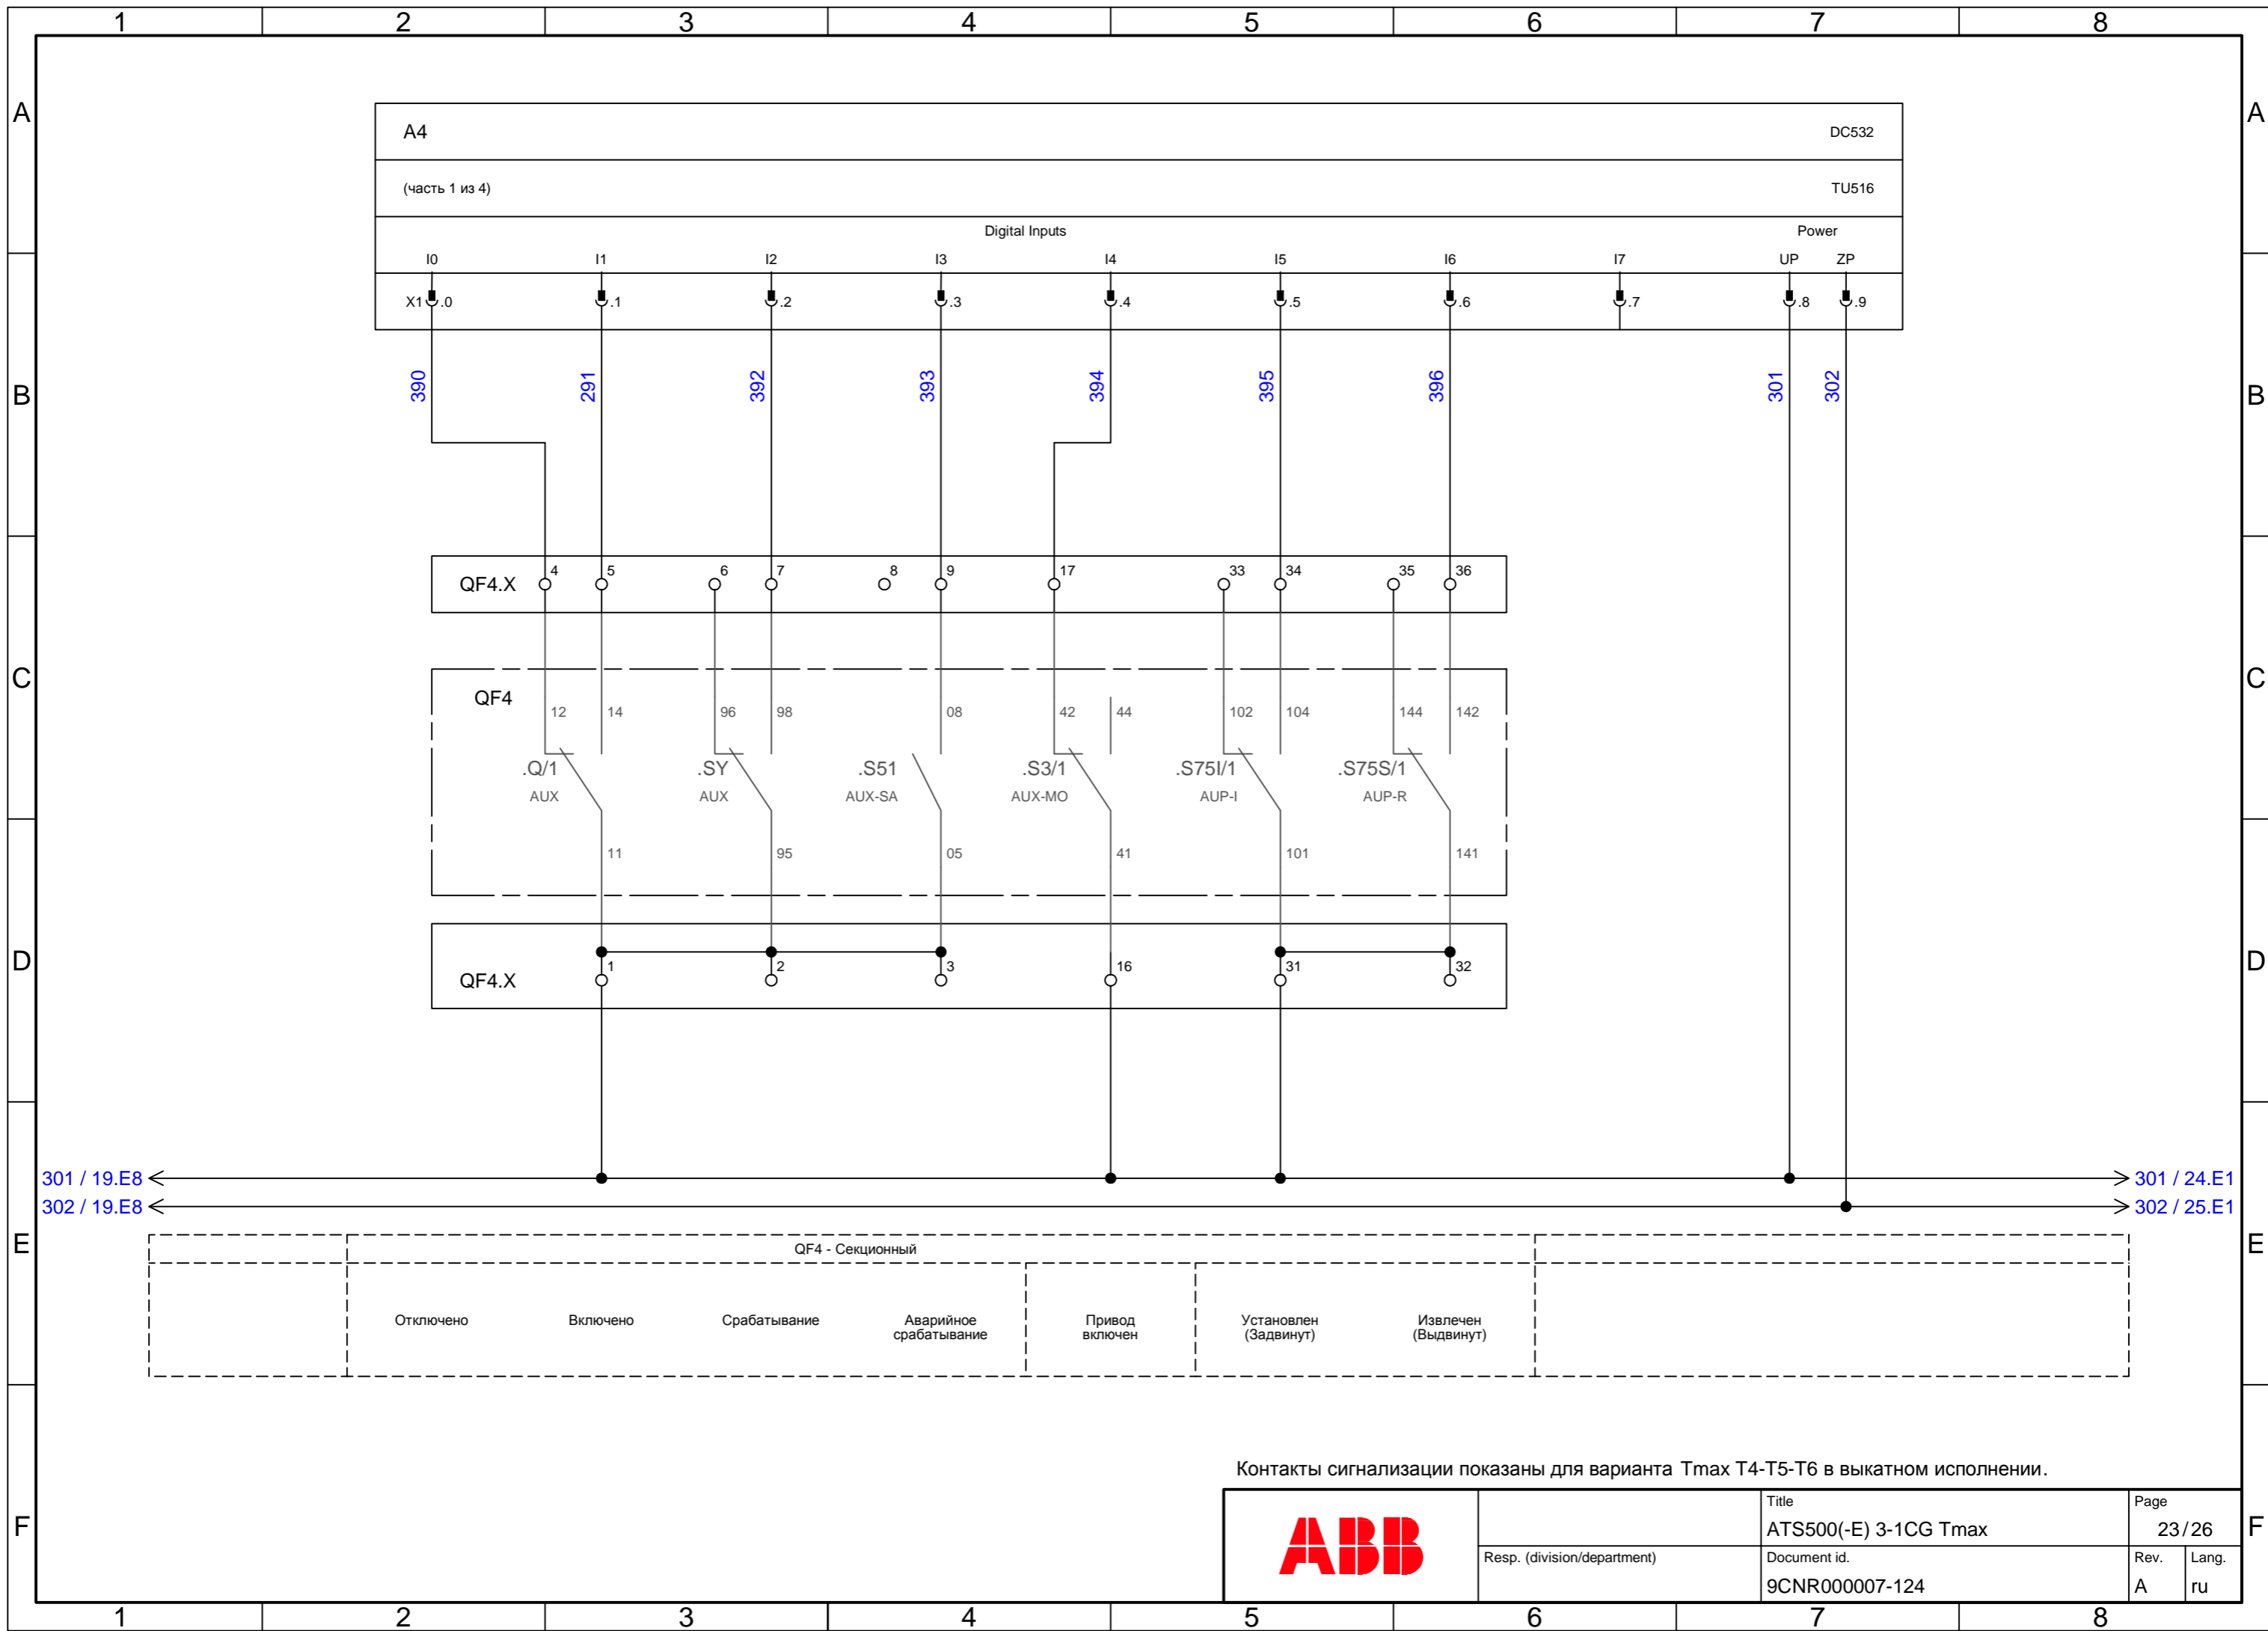 1 2 3 4 5 6 7 8
A A
A4 DC532
(часть 1 из 4) TU516
Digital Inputs Power
I0 I1 I2 I3 I4 I5 I6 I7 UP ZP
X1 .0 .1 .2 .3 .4 .5 .6 .7 .8 .9
390 291 392 393 394 395 396 301 302
B B
QF4.X 4 5 6 7 8 9 17 33 34 35 36
C C
QF4
12 14 96 98 08 42 44 102 104 144 142
.Q/1 .SY .S51 .S3/1 .S75I/1 .S75S/1
AUX AUX AUX-SA AUX-MO AUP-I AUP-R
11 95 05 41 101 141
D D
QF4.X 1 2 3 16 31 32
301 / 19.E8 301 / 24.E1
302 / 19.E8 302 / 25.E1
E E
QF4 - Секционный
Отключено Включено Срабатывание Аварийное срабатывание Привод включен Установлен (Задвинут) Извлечен (Выдвинут)
Контакты сигнализации показаны для варианта Tmax T4-T5-T6 в выкатном исполнении.
F F
ABB
Title Page
ATS500(-E) 3-1CG Tmax 23/26
Resp. (division/department) Document id. Rev. Lang.
9CNR000007-124 A ru
1 2 3 4 5 6 7 8